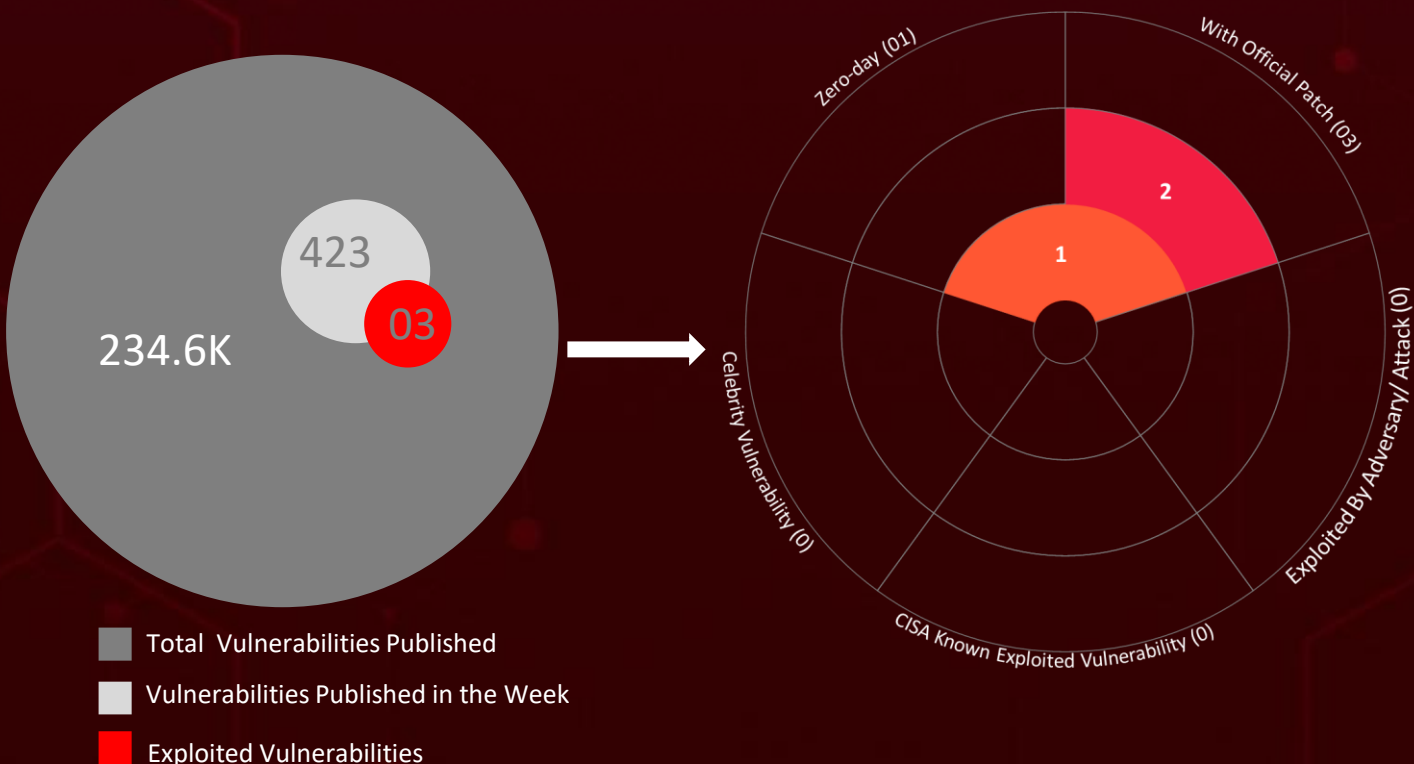 423
03
234.6K
Total Vulnerabilities Published
Vulnerabilities Published in the Week
Exploited Vulnerabilities
Zero-day (01)
With Official Patch (03)
2
1
Exploited By Adversary/ Attack (0)
Celebrity Vulnerability (0)
CISA Known Exploited Vulnerability (0)